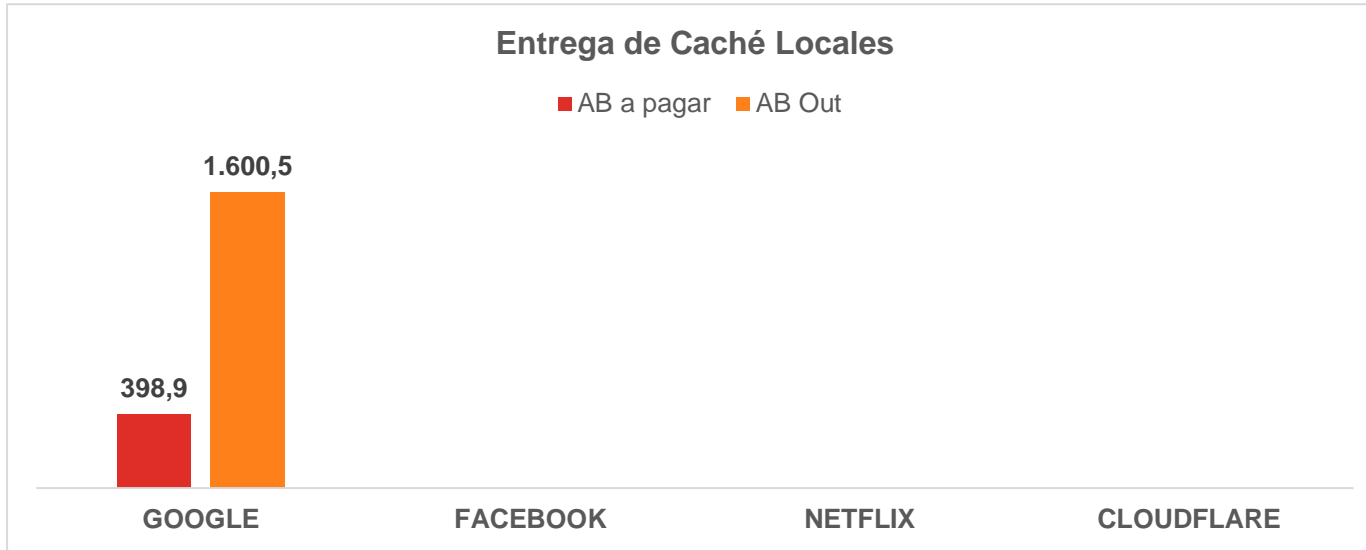 Entrega de Caché Locales
AB a pagar AB Out
1.600,5
398,9
GOOGLE FACEBOOK NETFLIX CLOUDFLARE